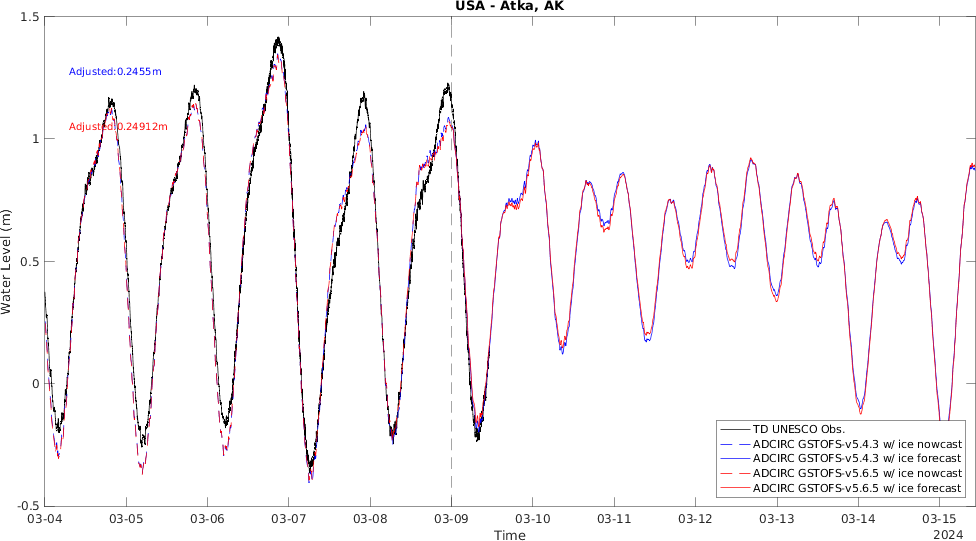 USA - Atka, AK
1.5
Adjusted:0.2455m
Adjusted:0.24912m
1
0.5
0
-0.5
Water Level (m)
TD UNESCO Obs.
ADCIRC GSTOFS-v5.4.3 w/ ice nowcast
ADCIRC GSTOFS-v5.4.3 w/ ice forecast
ADCIRC GSTOFS-v5.6.5 w/ ice nowcast
ADCIRC GSTOFS-v5.6.5 w/ ice forecast
03-04 03-05 03-06 03-07 03-08 03-09 03-10 03-11 03-12 03-13 03-14 03-15
Time
2024